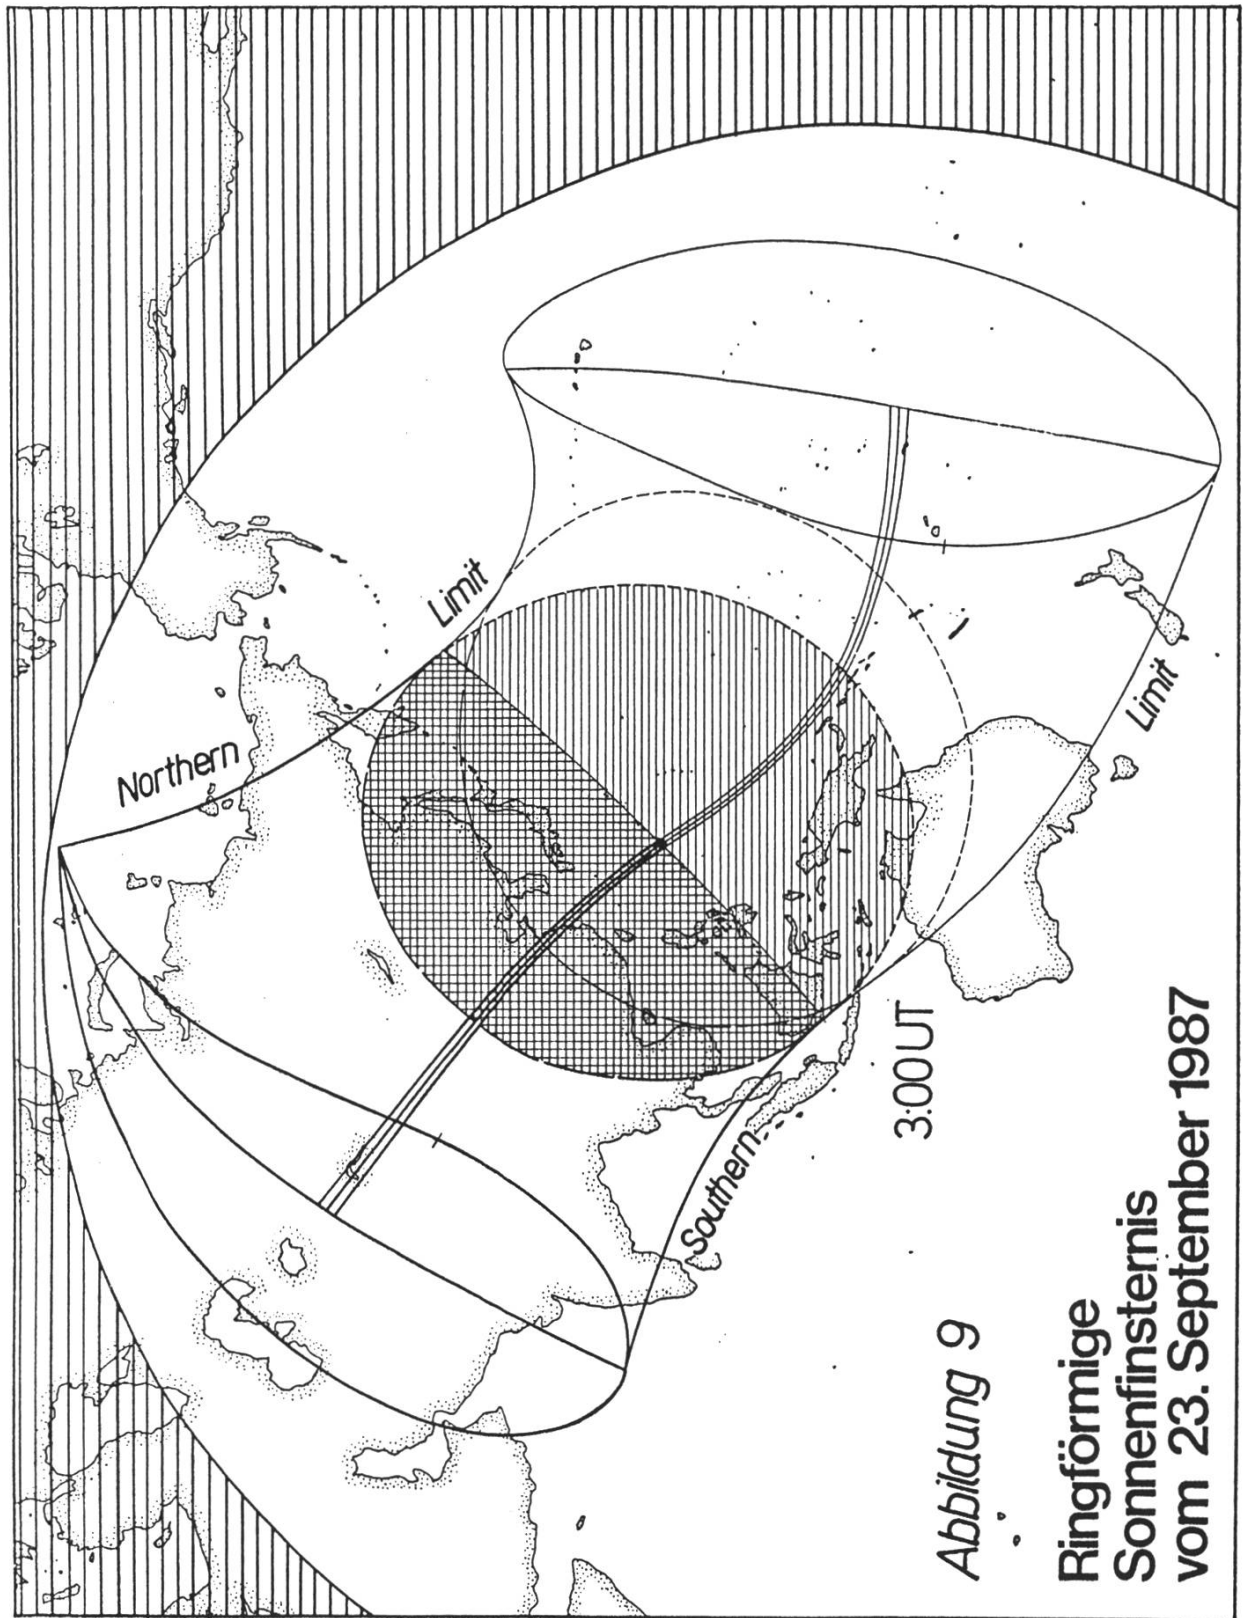 Northern
Limit
Southern
Limit
3:00 UT
Abbildung 9
Ringförmige
Sonnenfinsternis
vom 23. September 1987